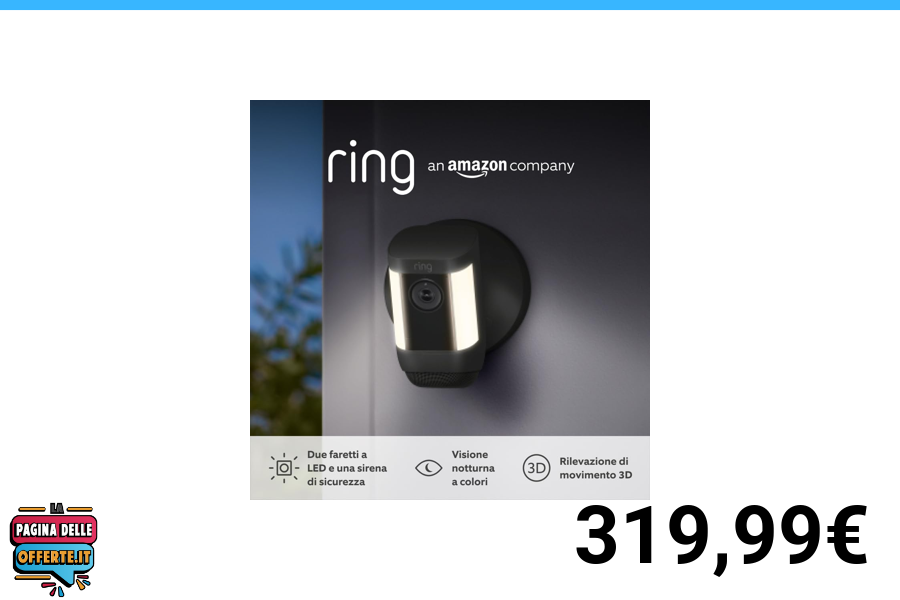 ring an amazon company
ring
Due faretti a
LED e una sirena
di sicurezza
Visione
notturna
a colori
3D
Rilevazione di
movimento 3D
LA
PAGINA DELLE
OFFERTE.IT
319,99€